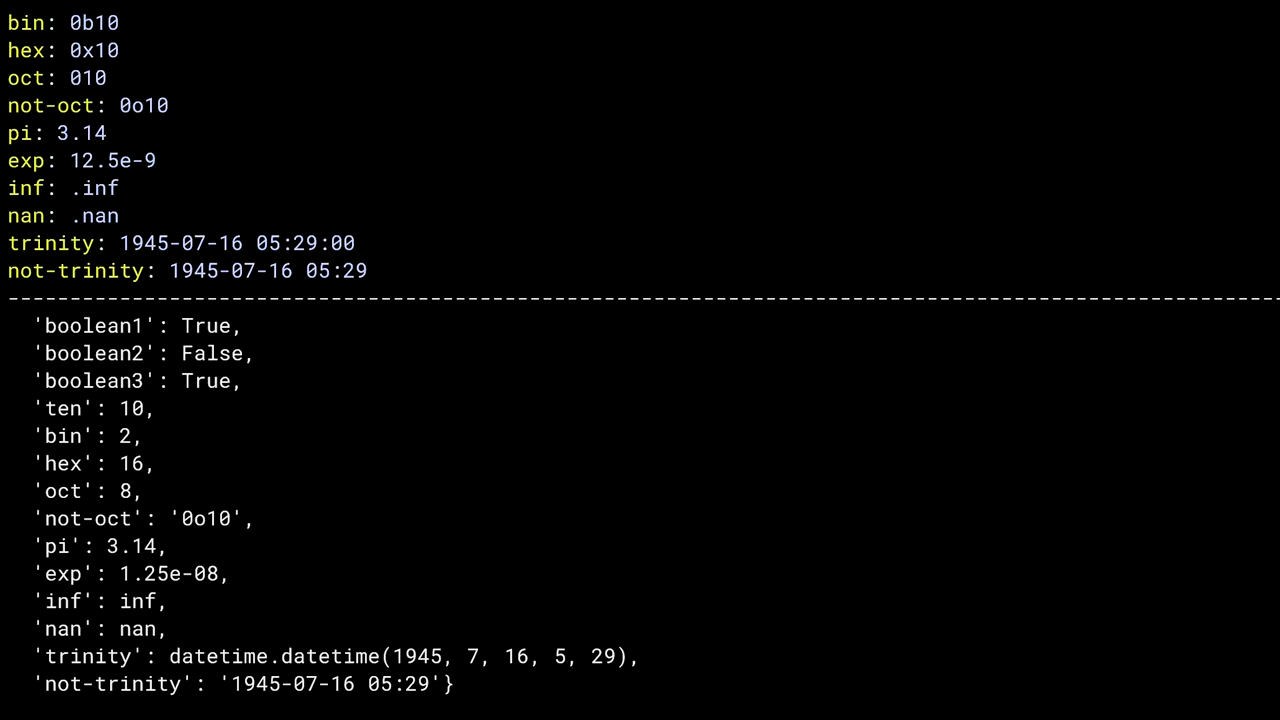 bin: 0b10
hex: 0x10
oct: 010
not-oct: 0o10
pi: 3.14
exp: 12.5e-9
inf: .inf
nan: .nan
trinity: 1945-07-16 05:29:00
not-trinity: 1945-07-16 05:29
-------------------------------------------------------------------------------------------------------
'boolean1': True,
'boolean2': False,
'boolean3': True,
'ten': 10,
'bin': 2,
'hex': 16,
'oct': 8,
'not-oct': '0o10',
'pi': 3.14,
'exp': 1.25e-08,
'inf': inf,
'nan': nan,
'trinity': datetime.datetime(1945, 7, 16, 5, 29),
'not-trinity': '1945-07-16 05:29'}